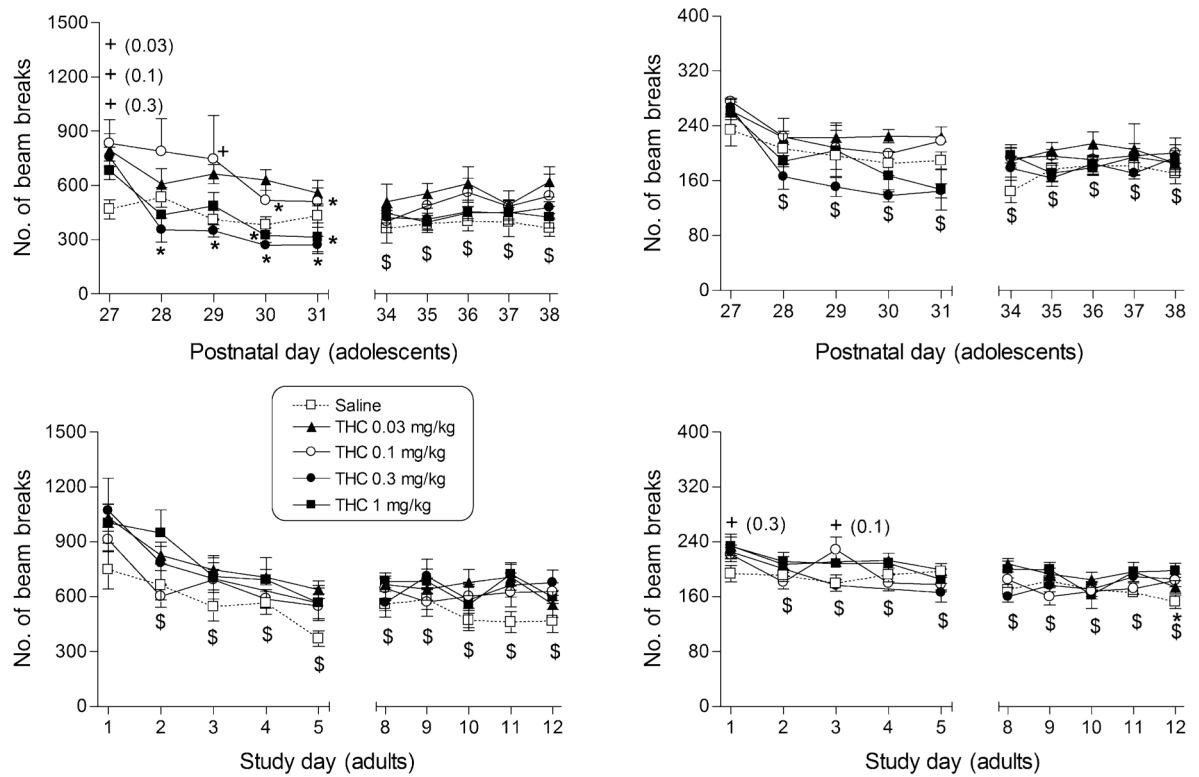 No. of beam breaks
1500
1200
900
600
300
0
+ (0.03)
+ (0.1)
+ (0.3)
+
*
*
*
* * * * *
$ $ $ $ $
27 28 29 30 31 34 35 36 37 38
Postnatal day (adolescents)
No. of beam breaks
400
320
240
160
80
0
$ $ $ $ $ $ $ $ $
27 28 29 30 31 34 35 36 37 38
Postnatal day (adolescents)
Saline
THC 0.03 mg/kg
THC 0.1 mg/kg
THC 0.3 mg/kg
THC 1 mg/kg
No. of beam breaks
1500
1200
900
600
300
0
$ $ $ $ $ $ $ $ $
1 2 3 4 5 8 9 10 11 12
Study day (adults)
No. of beam breaks
400
320
240
160
80
0
+ (0.3) + (0.1)
*
$ $ $ $ $ $ $ $ $
1 2 3 4 5 8 9 10 11 12
Study day (adults)